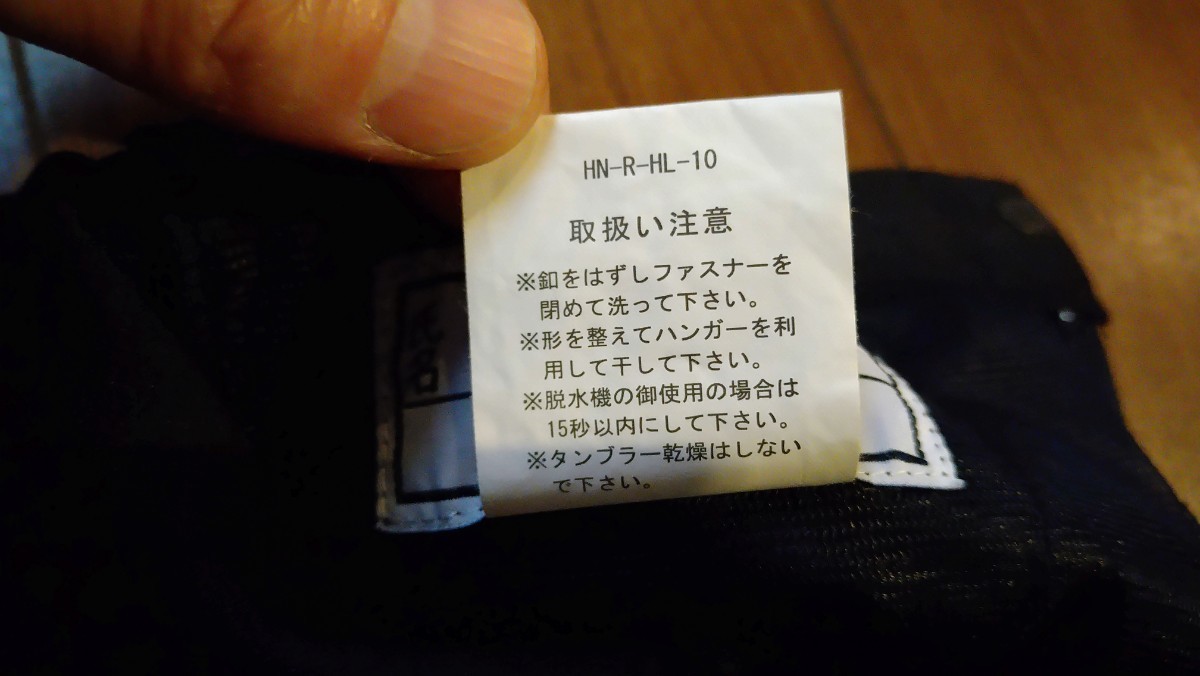 HN-R-HL-10
取扱い注意
※釦をはずしファスナーを
閉めて洗って下さい。
※形を整えてハンガーを利
用して干して下さい。
※脱水機の御使用の場合は
15秒以内にして下さい。
※タンブラー乾燥はしない
で下さい。